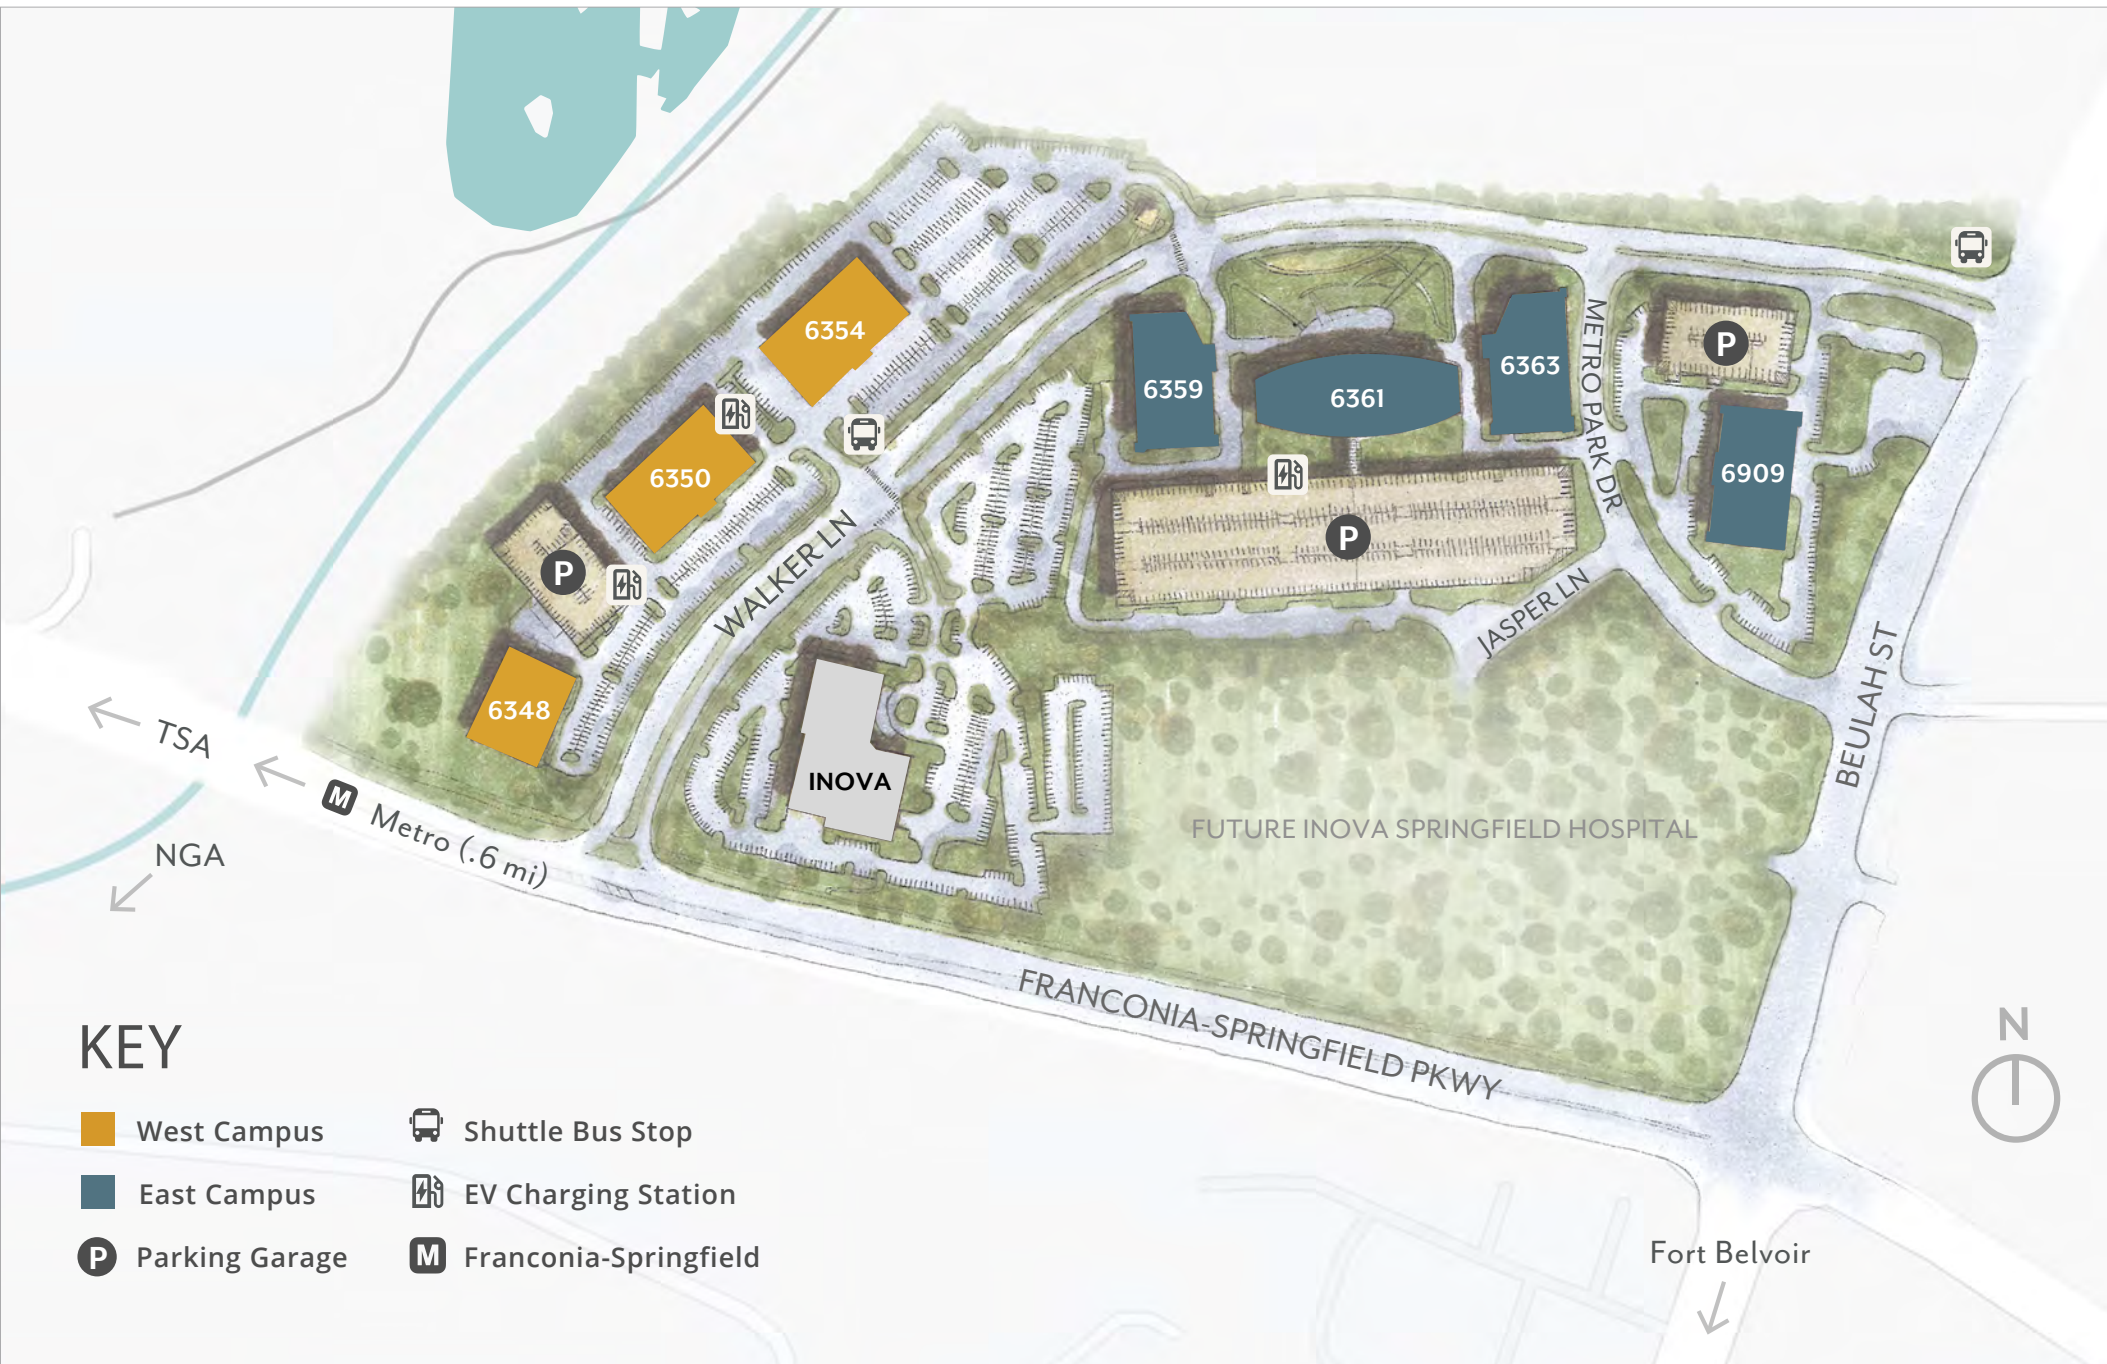 6354
6350
6348
6359
6361
6363
6909
P
P
P
METRO PARK DR
WALKER LN
JASPER LN
BEULAH ST
INOVA
FUTURE INOVA SPRINGFIELD HOSPITAL
TSA
M Metro (.6 mi)
NGA
FRANCONIA-SPRINGFIELD PKWY
N
Fort Belvoir
KEY
West Campus
East Campus
P Parking Garage
Shuttle Bus Stop
EV Charging Station
M Franconia-Springfield